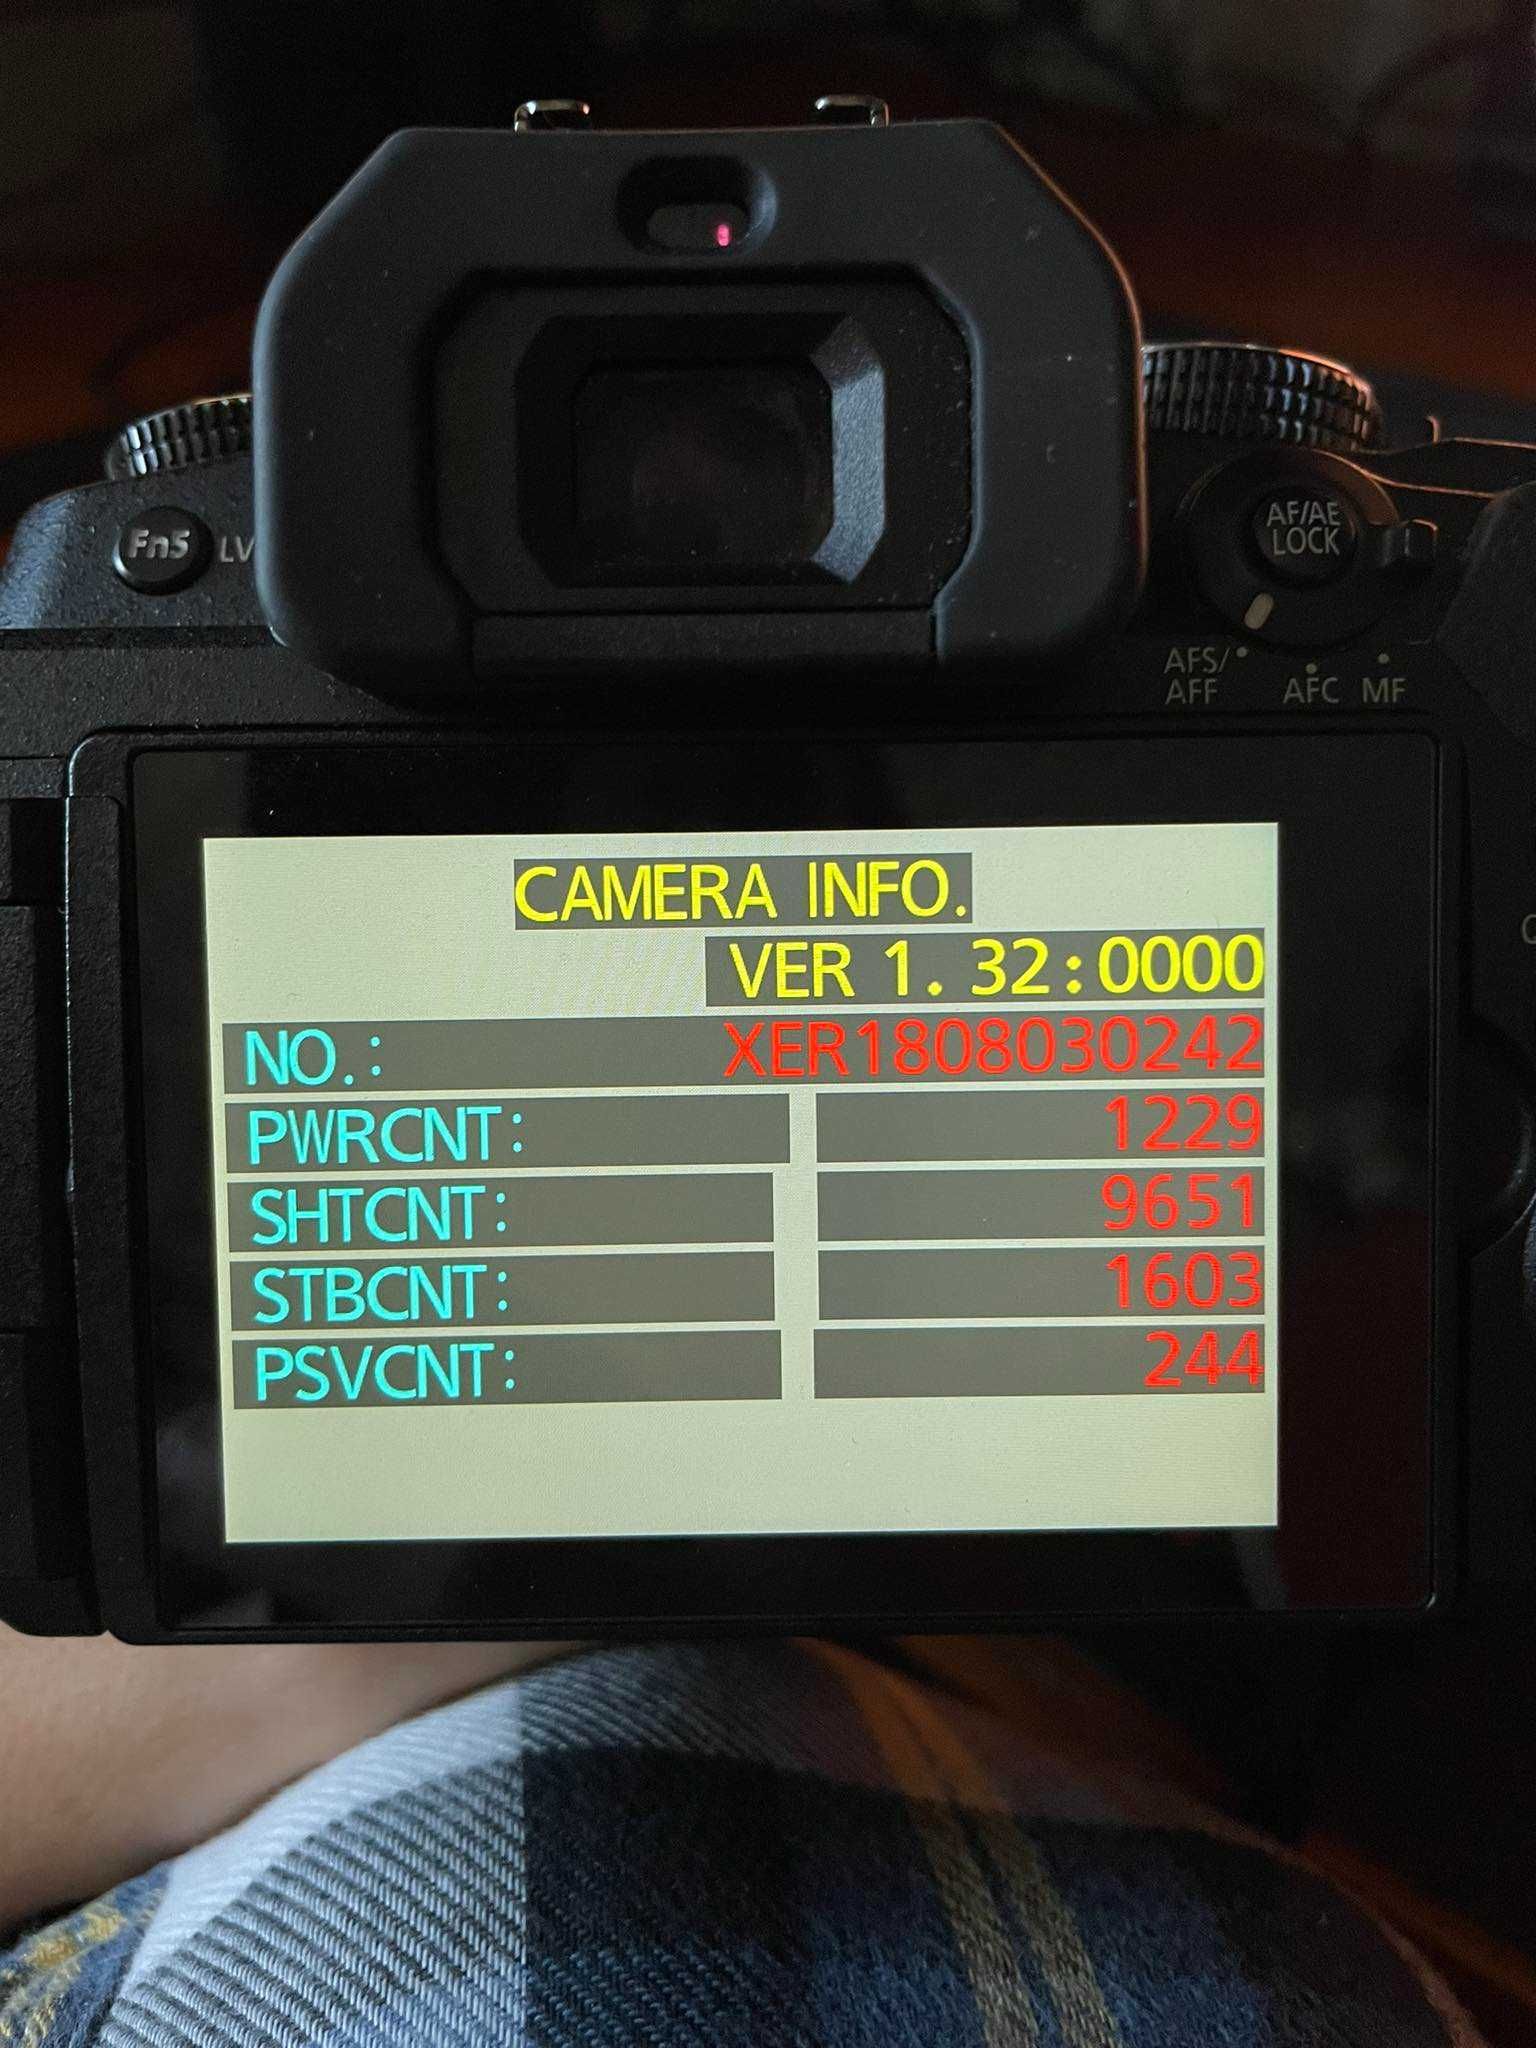 Fn5 LV
AF/AE
LOCK
AFS/
AFF AFC MF
CAMERA INFO.
VER 1.32:0000
NO.: XER1808030242
PWRCNT: 1229
SHTCNT: 9651
STBCNT: 1603
PSVCNT: 244